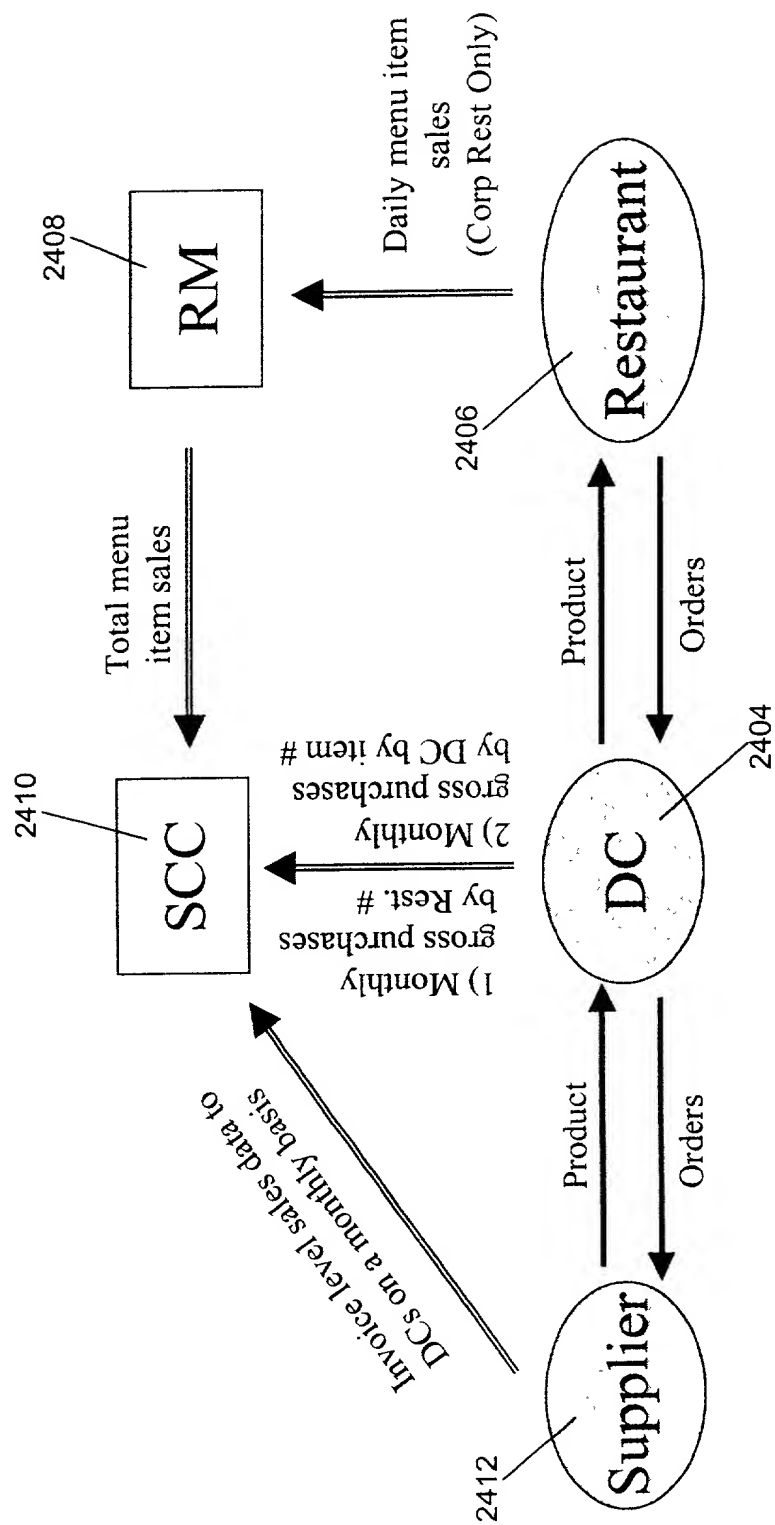 2408
RM
Daily menu item
sales
(Corp Rest Only)
2406
Restaurant
Total menu
item sales
2410
SCC
1) Monthly
gross purchases
by Rest. #
2) Monthly
gross purchases
by DC by item #
Product
Orders
2404
DC
Invoice level sales data to
DCs on a monthly basis
Product
Orders
2412
Supplier